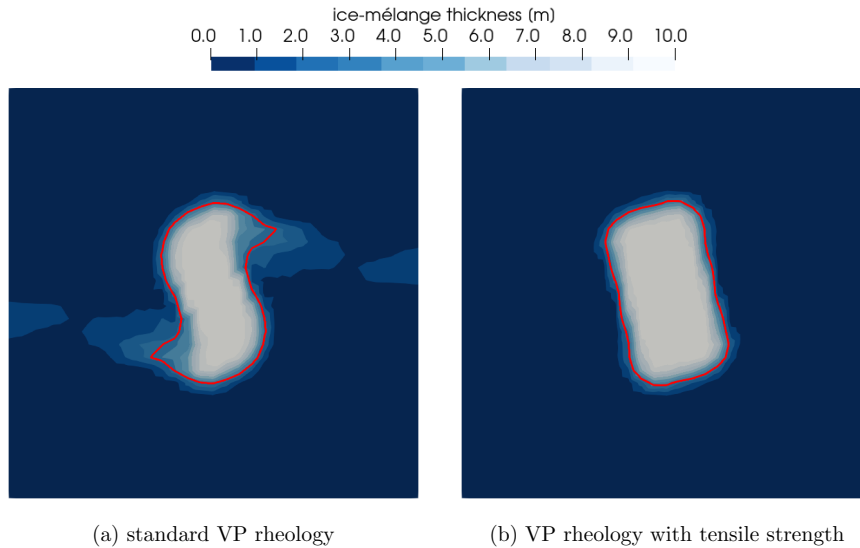 ice-mélange thickness (m)
0.0 1.0 2.0 3.0 4.0 5.0 6.0 7.0 8.0 9.0 10.0
(a) standard VP rheology
(b) VP rheology with tensile strength